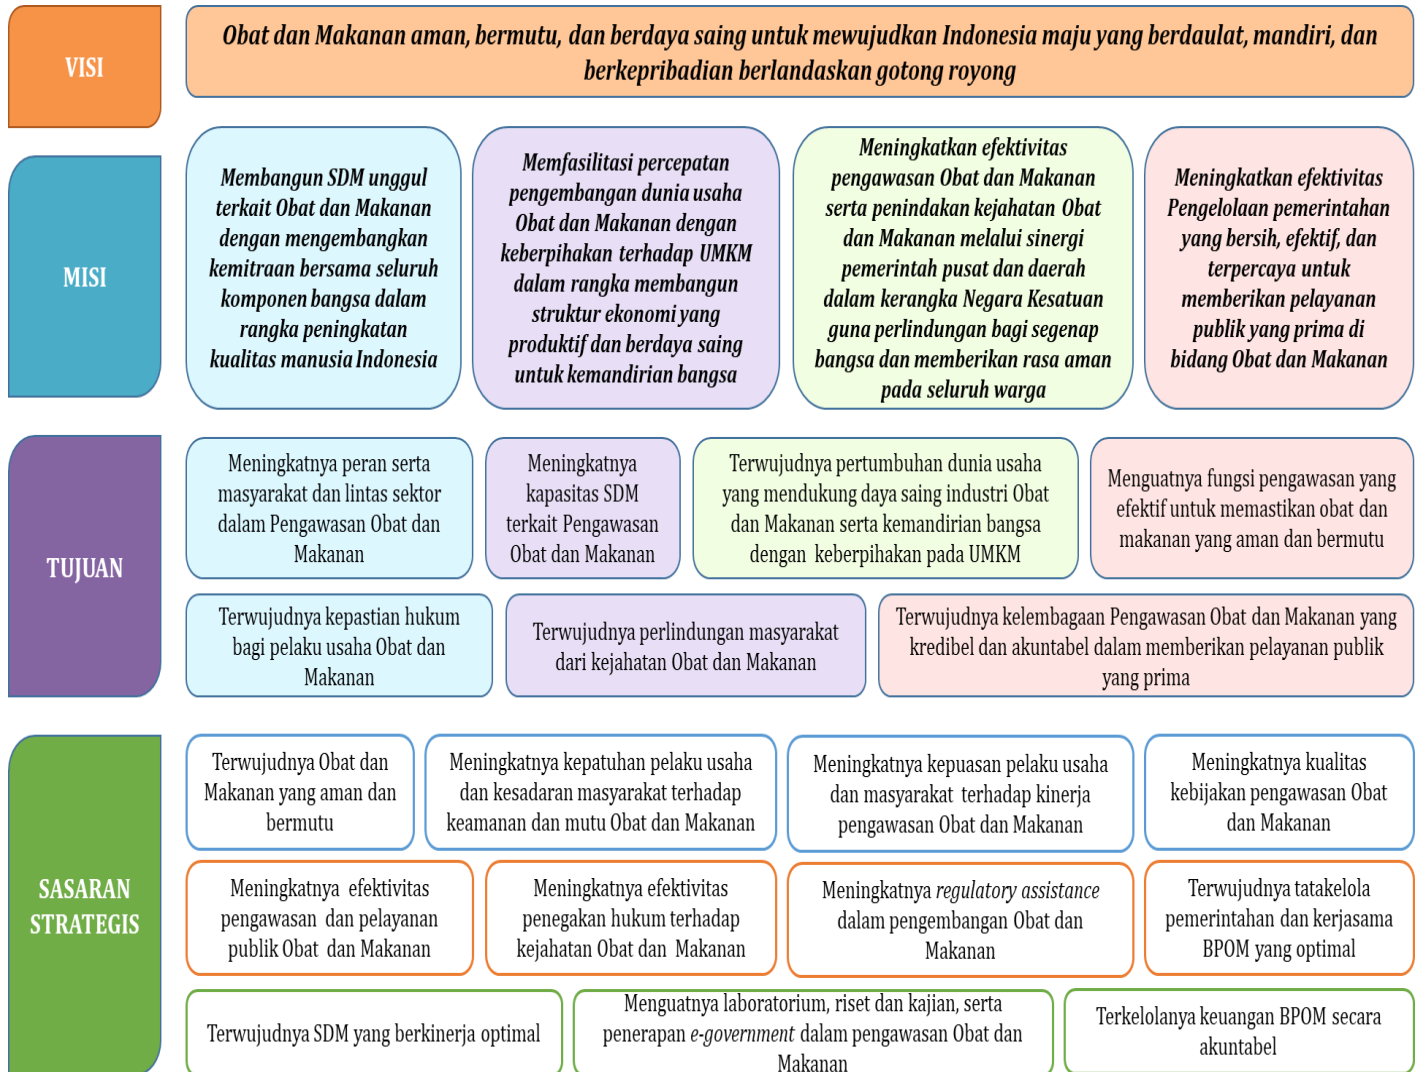 VISI
Obat dan Makanan aman, bermutu, dan berdaya saing untuk mewujudkan Indonesia maju yang berdaulat, mandiri, dan
berkepribadian berlandaskan gotong royong
MISI
Membangun SDM unggul
terkait Obat dan Makanan
dengan mengembangkan
kemitraan bersama seluruh
komponen bangsa dalam
rangka peningkatan
kualitas manusia Indonesia
Memfasilitasi percepatan
pengembangan dunia usaha
Obat dan Makanan dengan
keberpihakan terhadap UMKM
dalam rangka membangun
struktur ekonomi yang
produktif dan berdaya saing
untuk kemandirian bangsa
Meningkatkan efektivitas
pengawasan Obat dan Makanan
serta penindakan kejahatan Obat
dan Makanan melalui sinergi
pemerintah pusat dan daerah
dalam kerangka Negara Kesatuan
guna perlindungan bagi segenap
bangsa dan memberikan rasa aman
pada seluruh warga
Meningkatkan efektivitas
Pengelolaan pemerintahan
yang bersih, efektif, dan
terpercaya untuk
memberikan pelayanan
publik yang prima di
bidang Obat dan Makanan
TUJUAN
Meningkatnya peran serta
masyarakat dan lintas sektor
dalam Pengawasan Obat dan
Makanan
Meningkatnya
kapasitas SDM
terkait Pengawasan
Obat dan Makanan
Terwujudnya pertumbuhan dunia usaha
yang mendukung daya saing industri Obat
dan Makanan serta kemandirian bangsa
dengan keberpihakan pada UMKM
Menguatnya fungsi pengawasan yang
efektif untuk memastikan obat dan
makanan yang aman dan bermutu
Terwujudnya kepastian hukum
bagi pelaku usaha Obat dan
Makanan
Terwujudnya perlindungan masyarakat
dari kejahatan Obat dan Makanan
Terwujudnya kelembagaan Pengawasan Obat dan Makanan yang
kredibel dan akuntabel dalam memberikan pelayanan publik
yang prima
SASARAN
STRATEGIS
Terwujudnya Obat dan
Makanan yang aman dan
bermutu
Meningkatnya kepatuhan pelaku usaha
dan kesadaran masyarakat terhadap
keamanan dan mutu Obat dan Makanan
Meningkatnya kepuasan pelaku usaha
dan masyarakat terhadap kinerja
pengawasan Obat dan Makanan
Meningkatnya kualitas
kebijakan pengawasan Obat
dan Makanan
Meningkatnya efektivitas
pengawasan dan pelayanan
publik Obat dan Makanan
Meningkatnya efektivitas
penegakan hukum terhadap
kejahatan Obat dan Makanan
Meningkatnya regulatory assistance
dalam pengembangan Obat dan
Makanan
Terwujudnya tatakelola
pemerintahan dan kerjasama
BPOM yang optimal
Terwujudnya SDM yang berkinerja optimal
Menguatnya laboratorium, riset dan kajian, serta
penerapan e-government dalam pengawasan Obat dan
Makanan
Terkelolanya keuangan BPOM secara
akuntabel